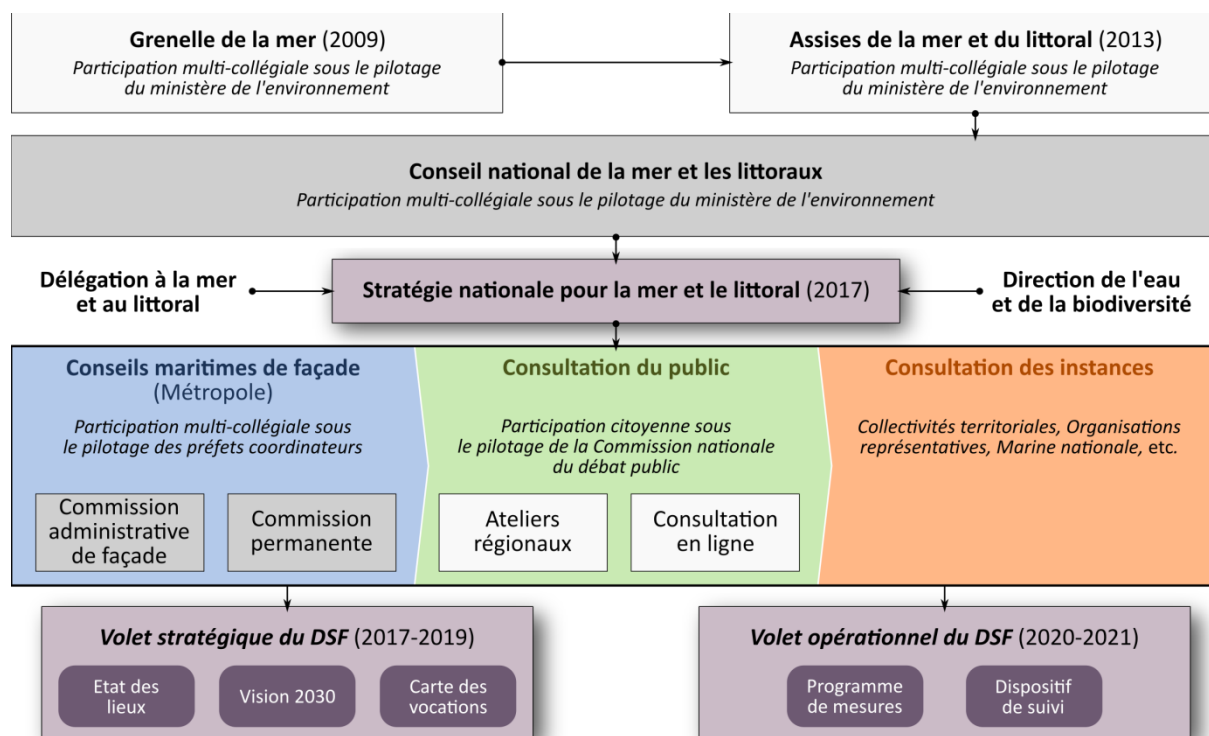 Grenelle de la mer (2009)
Participation multi-collégiale sous le pilotage
du ministère de l'environnement
Assises de la mer et du littoral (2013)
Participation multi-collégiale sous le pilotage
du ministère de l'environnement
Conseil national de la mer et les littoraux
Participation multi-collégiale sous le pilotage du ministère de l'environnement
Délégation à la mer
et au littoral
Stratégie nationale pour la mer et le littoral (2017)
Direction de l'eau
et de la biodiversité
Conseils maritimes de façade
(Métropole)
Participation multi-collégiale sous
le pilotage des préfets coordinateurs
Commission
administrative
de façade
Commission
permanente
Consultation du public
Participation citoyenne sous
le pilotage de la Commission nationale
du débat public
Ateliers
régionaux
Consultation
en ligne
Consultation des instances
Collectivités territoriales, Organisations
représentatives, Marine nationale, etc.
Volet stratégique du DSF (2017-2019)
Etat des
lieux
Vision 2030
Carte des
vocations
Volet opérationnel du DSF (2020-2021)
Programme
de mesures
Dispositif
de suivi